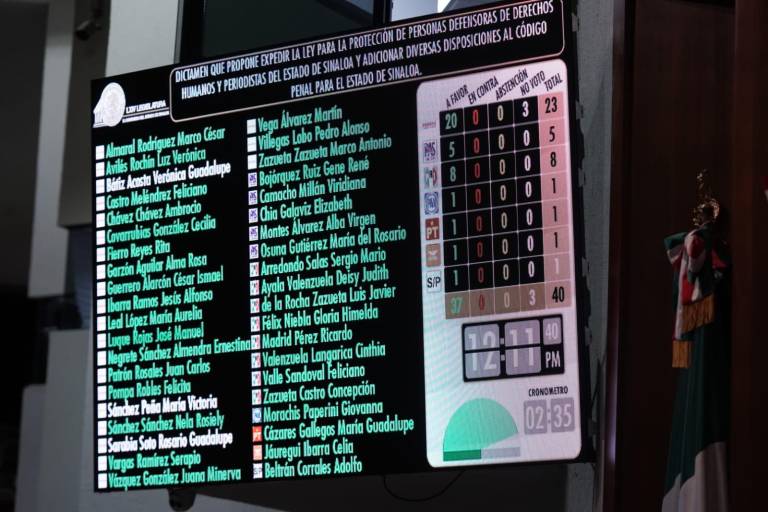 DICTAMEN QUE PROPONE EXPEDIR LA LEY PARA LA PROTECCIÓN DE PERSONAS DEFENSORAS DE DERECHOS
HUMANOS Y PERIODISTAS DEL ESTADO DE SINALOA Y ADICIONAR DIVERSAS DISPOSICIONES AL CÓDIGO
PENAL PARA EL ESTADO DE SINALOA.
LXIV LEGISLATURA
Almaral Rodríguez Marco César
Avilés Rochín Luz Verónica
Bátiz Acosta Verónica Guadalupe
Castro Meléndrez Feliciano
Chávez Chávez Ambrocio
Covarrubias González Cecilia
Fierro Reyes Rita
Garzón Aguilar Alma Rosa
Guerrero Alarcón César Ismael
Ibarra Ramos Jesús Alfonso
Leal López María Aurelia
Luque Rojas José Manuel
Negrete Sánchez Almendra Ernestina
Patrón Rosales Juan Carlos
Pompa Robles Felicita
Sánchez Peña María Victoria
Sánchez Sánchez Nela Rosiely
Sarabia Soto Rosario Guadalupe
Vargas Ramírez Serapio
Vázquez González Juana Minerva
Vega Álvarez Martín
Villegas Lobo Pedro Alonso
Zazueta Zazueta Marco Antonio
Bojórquez Ruiz Gene René
Camacho Millán Viridiana
Chia Galaviz Elizabeth
Montes Álvarez Alba Virgen
Osuna Gutiérrez María del Rosario
Arredondo Salas Sergio Mario
Ayala Valenzuela Deisy Judith
de la Rocha Zazueta Luis Javier
Félix Niebla Gloria Himelda
Madrid Pérez Ricardo
Valenzuela Langarica Cinthia
Valle Sandoval Feliciano
Zazueta Castro Concepción
Morachis Paperini Giovanna
Cázares Gallegos María Guadalupe
Jáuregui Ibarra Celia
Beltrán Corrales Adolfo
A FAVOR EN CONTRA ABSTENCIÓN NO VOTO TOTAL
20 0 0 3 23
PAS 5 0 0 0 5
PRI 8 0 0 0 8
PAN 1 0 0 0 1
PT 1 0 0 0 1
1 0 0 0 1
S/P 1 0 0 0 1
37 0 0 3 40
12:11 40 PM
CRONOMETRO
02:35